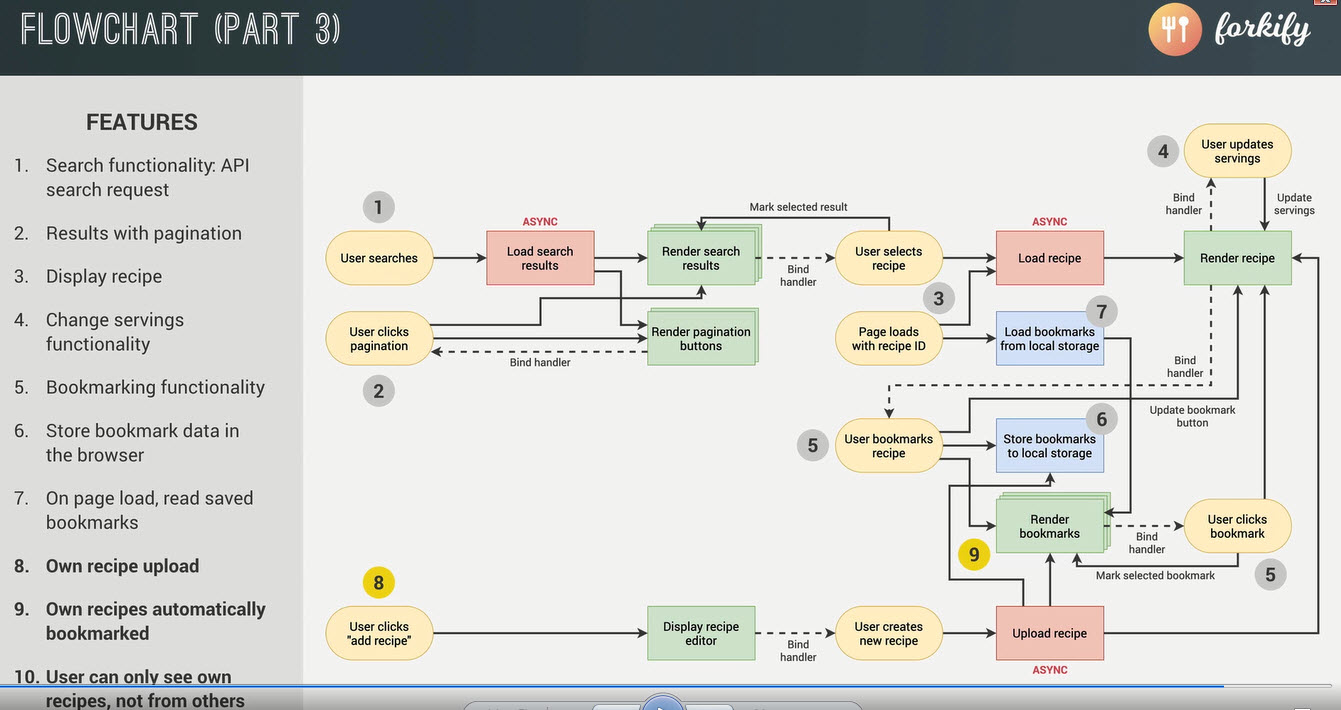 FLOWCHART (PART 3)
forkify
FEATURES
1. Search functionality: API
search request
2. Results with pagination
3. Display recipe
4. Change servings
functionality
5. Bookmarking functionality
6. Store bookmark data in
the browser
7. On page load, read saved
bookmarks
8. Own recipe upload
9. Own recipes automatically
bookmarked
10. User can only see own
recipes, not from others
4
User updates
servings
Bind
handler
Update
servings
1
User searches
ASYNC
Load search
results
Mark selected result
Render search
results
Bind
handler
User selects
recipe
3
ASYNC
Load recipe
Render recipe
User clicks
pagination
2
Bind handler
Render pagination
buttons
Page loads
with recipe ID
7
Load bookmarks
from local storage
Bind
handler
Update bookmark
button
5
User bookmarks
recipe
6
Store bookmarks
to local storage
9
Render
bookmarks
Bind
handler
User clicks
bookmark
Mark selected bookmark
5
8
User clicks
"add recipe"
Display recipe
editor
Bind
handler
User creates
new recipe
Upload recipe
ASYNC